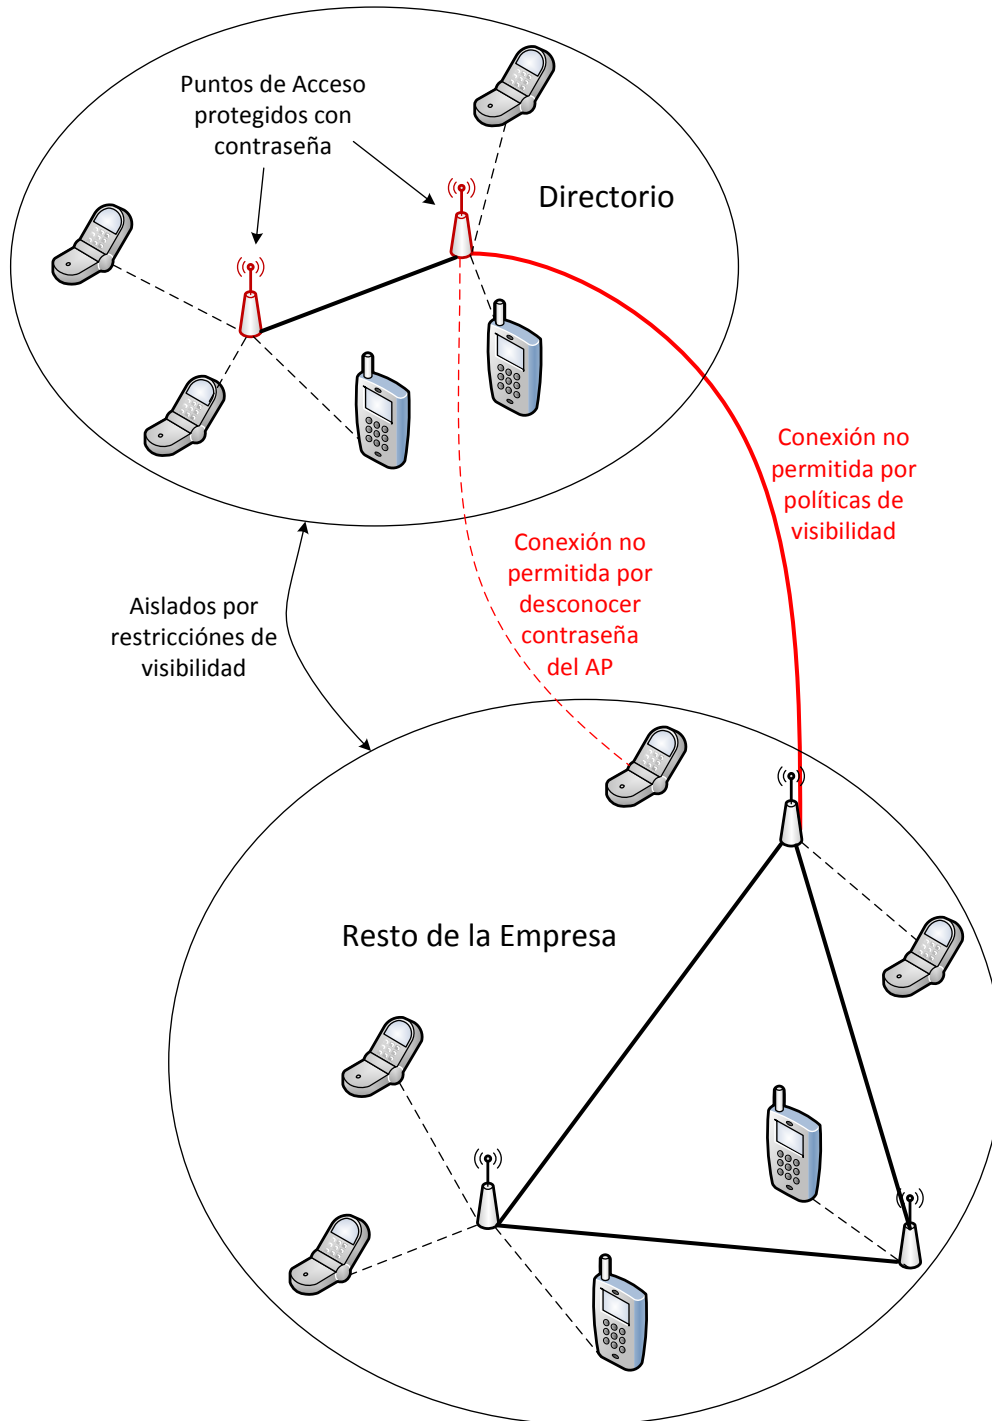 Puntos de Acceso
protegidos con
contraseña
Directorio
Conexión no
permitida por
políticas de
visibilidad
Conexión no
permitida por
desconocer
contraseña
del AP
Aislados por
restricciónes de
visibilidad
Resto de la Empresa